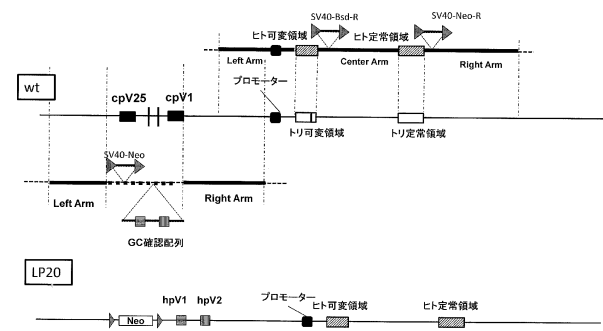 SV40-Bsd-R
SV40-Neo-R
ヒト可変領域
ヒト定常領域
Left Arm
Center Arm
Right Arm
プロモーター
wt
cpV25
cpV1
トリ可変領域
トリ定常領域
SV40-Neo
Left Arm
Right Arm
GC確認配列
LP20
hpV1
hpV2
プロモーター
ヒト可変領域
ヒト定常領域
Neo